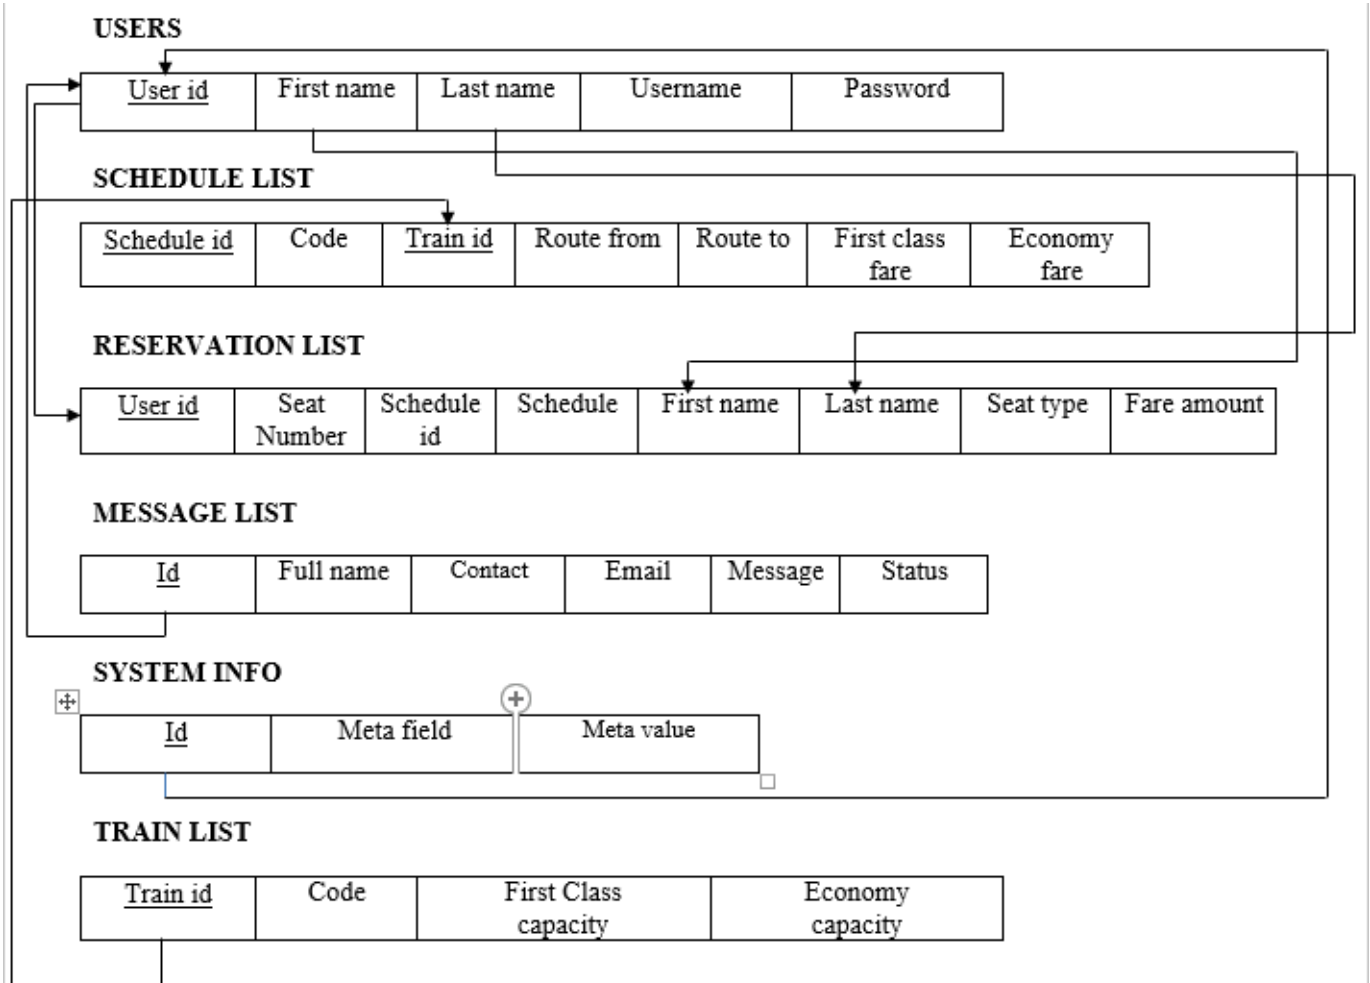 USERS
User id First name Last name Username Password
SCHEDULE LIST
Schedule id Code Train id Route from Route to First class fare Economy fare
RESERVATION LIST
User id Seat Number Schedule id Schedule First name Last name Seat type Fare amount
MESSAGE LIST
Id Full name Contact Email Message Status
SYSTEM INFO
Id Meta field Meta value
TRAIN LIST
Train id Code First Class capacity Economy capacity